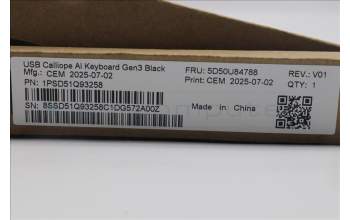 USB Calliope AI Keyboard Gen3 Black
Mfg.: CEM 2025-07-02
PN: 1PSD51Q93258
FRU: 5D50U84788
Print: CEM 2025-07-02
REV.: V01
QTY: 1
SN: 8SSD51Q93258C1DG572A00Z
Made in China